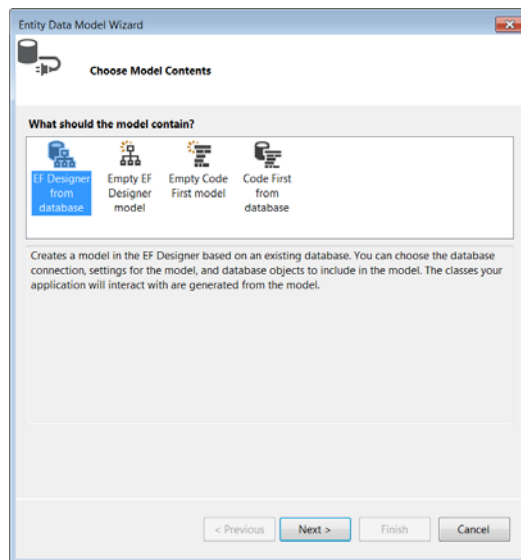 Entity Data Model Wizard
Choose Model Contents
What should the model contain?
EF Designer
from
database
Empty EF
Designer
model
Empty Code
First model
Code First
from
database
Creates a model in the EF Designer based on an existing database. You can choose the database
connection, settings for the model, and database objects to include in the model. The classes your
application will interact with are generated from the model.
< Previous
Next >
Finish
Cancel